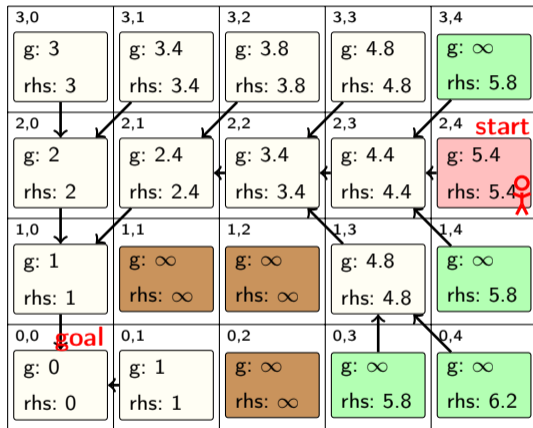 3,0 3,1 3,2 3,3 3,4
g: 3 g: 3.4 g: 3.8 g: 4.8 g: ∞
rhs: 3 rhs: 3.4 rhs: 3.8 rhs: 4.8 rhs: 5.8
2,0 2,1 2,2 2,3 2,4 start
g: 2 g: 2.4 g: 3.4 g: 4.4 g: 5.4
rhs: 2 rhs: 2.4 rhs: 3.4 rhs: 4.4 rhs: 5.4
1,0 1,1 1,2 1,3 1,4
g: 1 g: ∞ g: ∞ g: 4.8 g: ∞
rhs: 1 rhs: ∞ rhs: ∞ rhs: 4.8 rhs: 5.8
0,0 goal 0,1 0,2 0,3 0,4
g: 0 g: 1 g: ∞ g: ∞ g: ∞
rhs: 0 rhs: 1 rhs: ∞ rhs: 5.8 rhs: 6.2